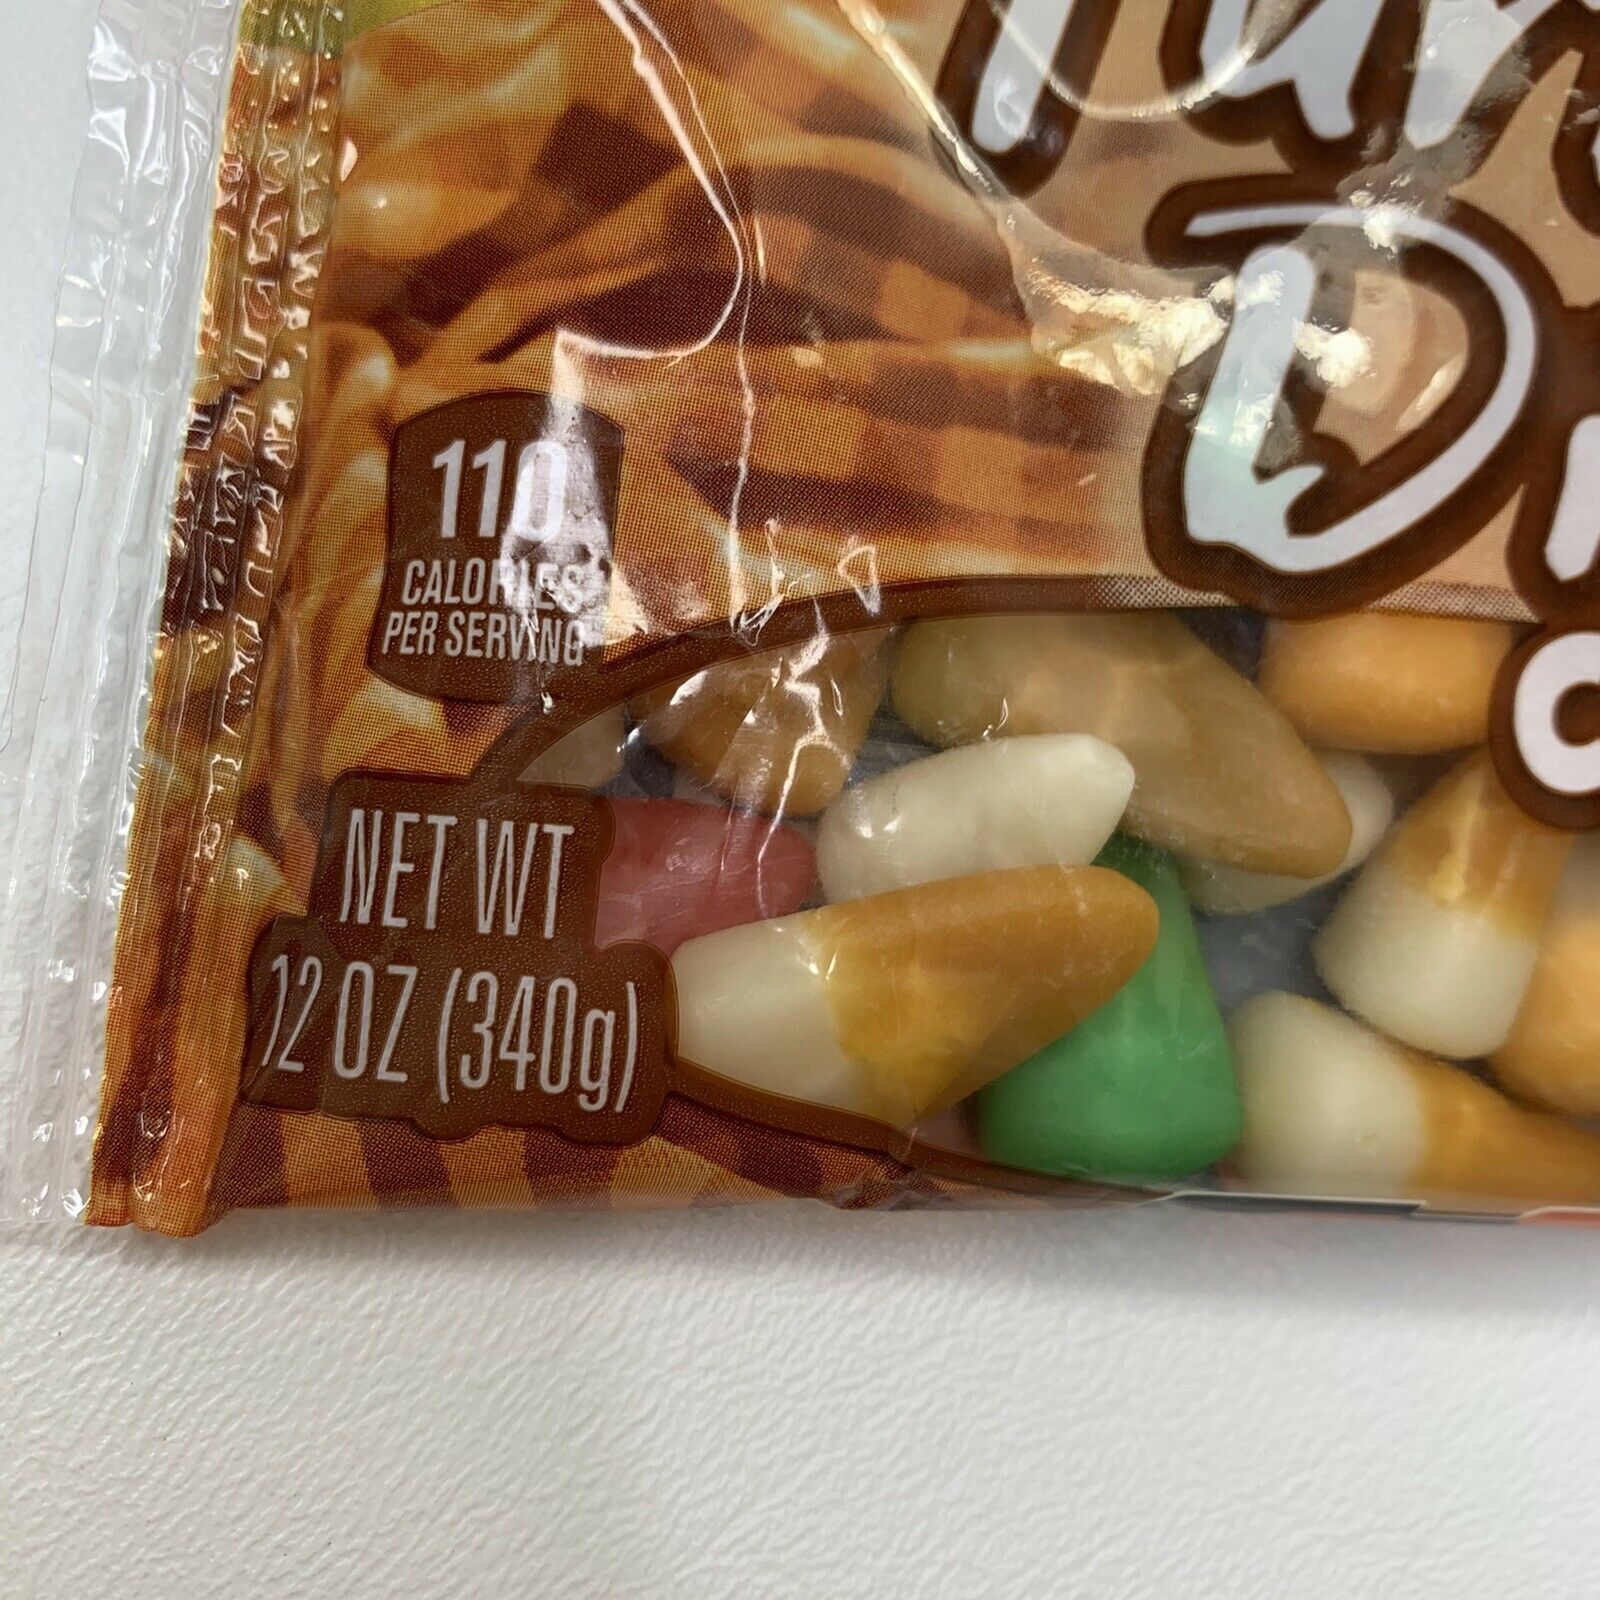 110
CALORIES
PER SERVING
NET WT
12 OZ (340g)